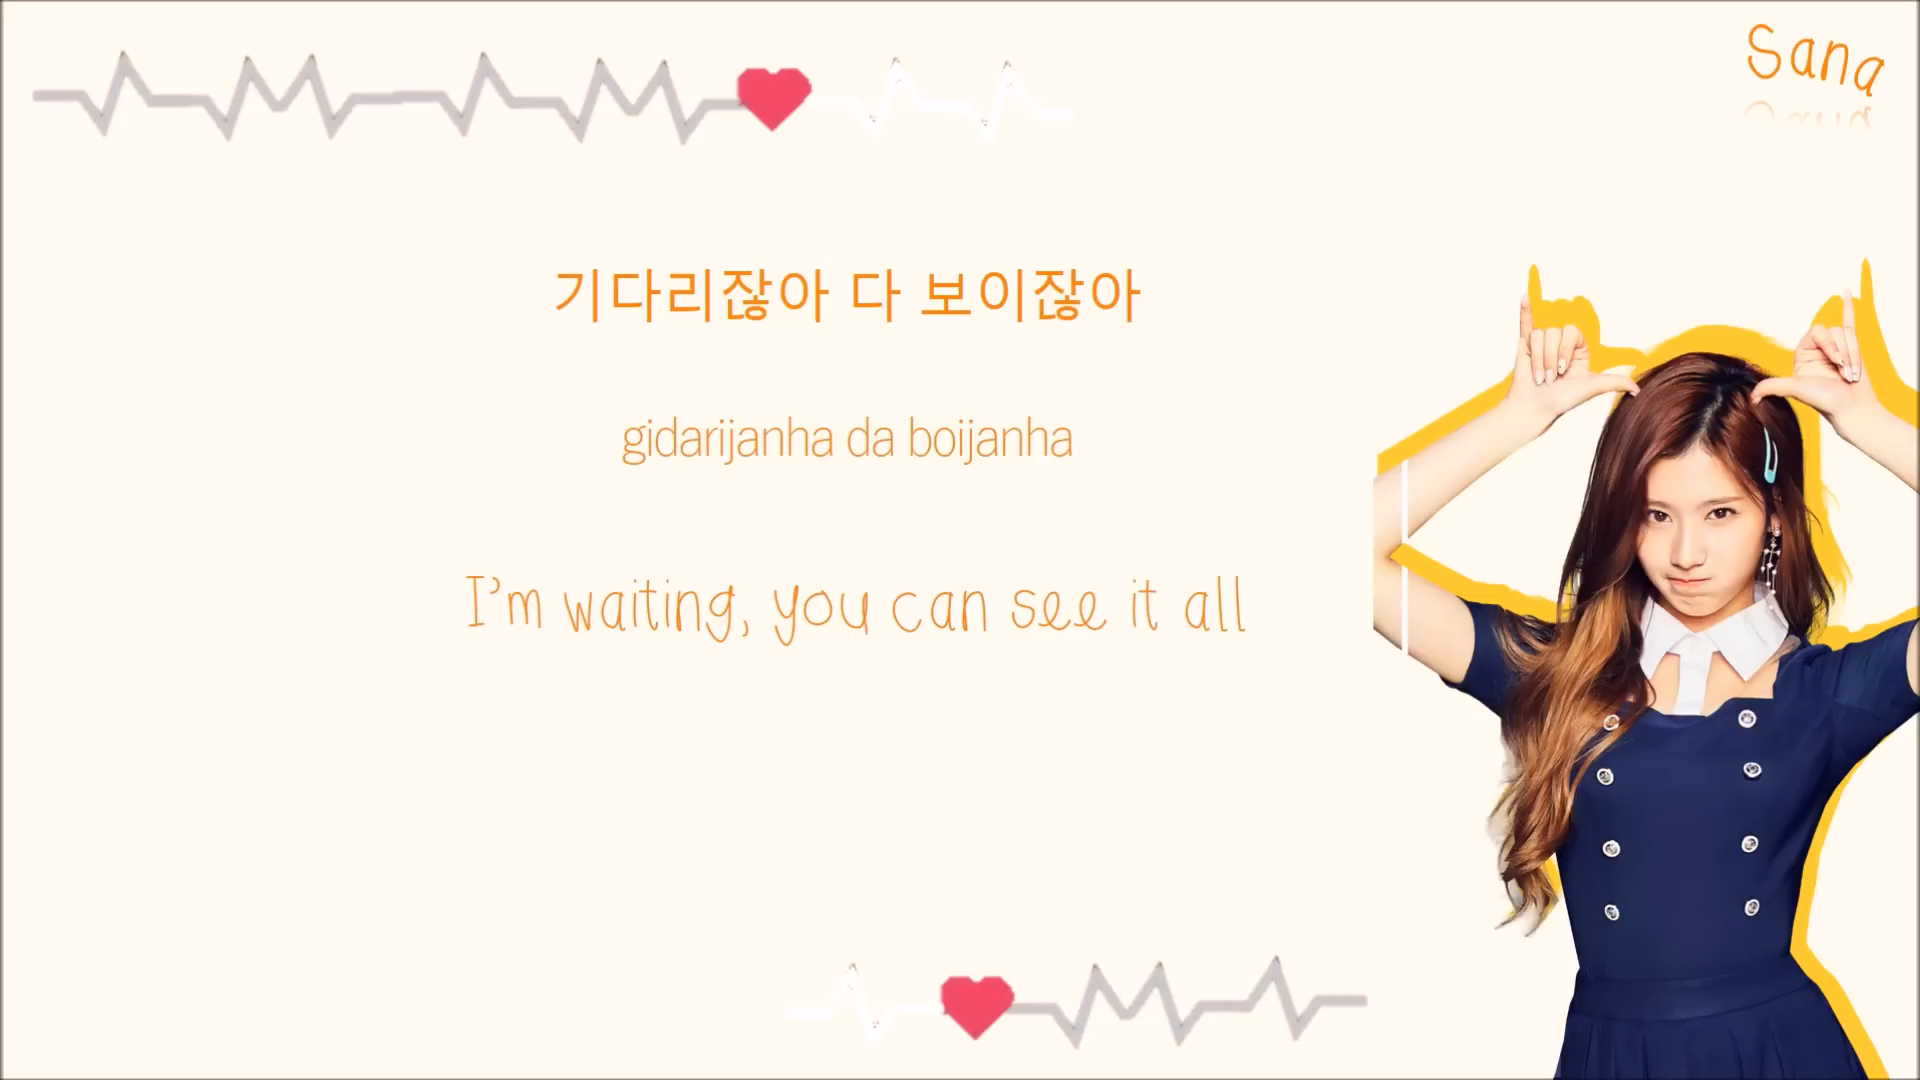 Sana
기다리잖아 다 보이잖아
gidarijanha da boijanha
I'm waiting, you can see it all